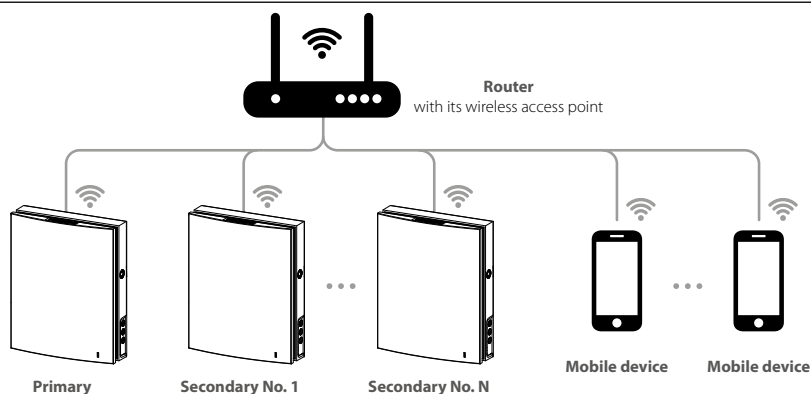 Router
with its wireless access point
Mobile device
Mobile device
Primary
Secondary No. 1
Secondary No. N